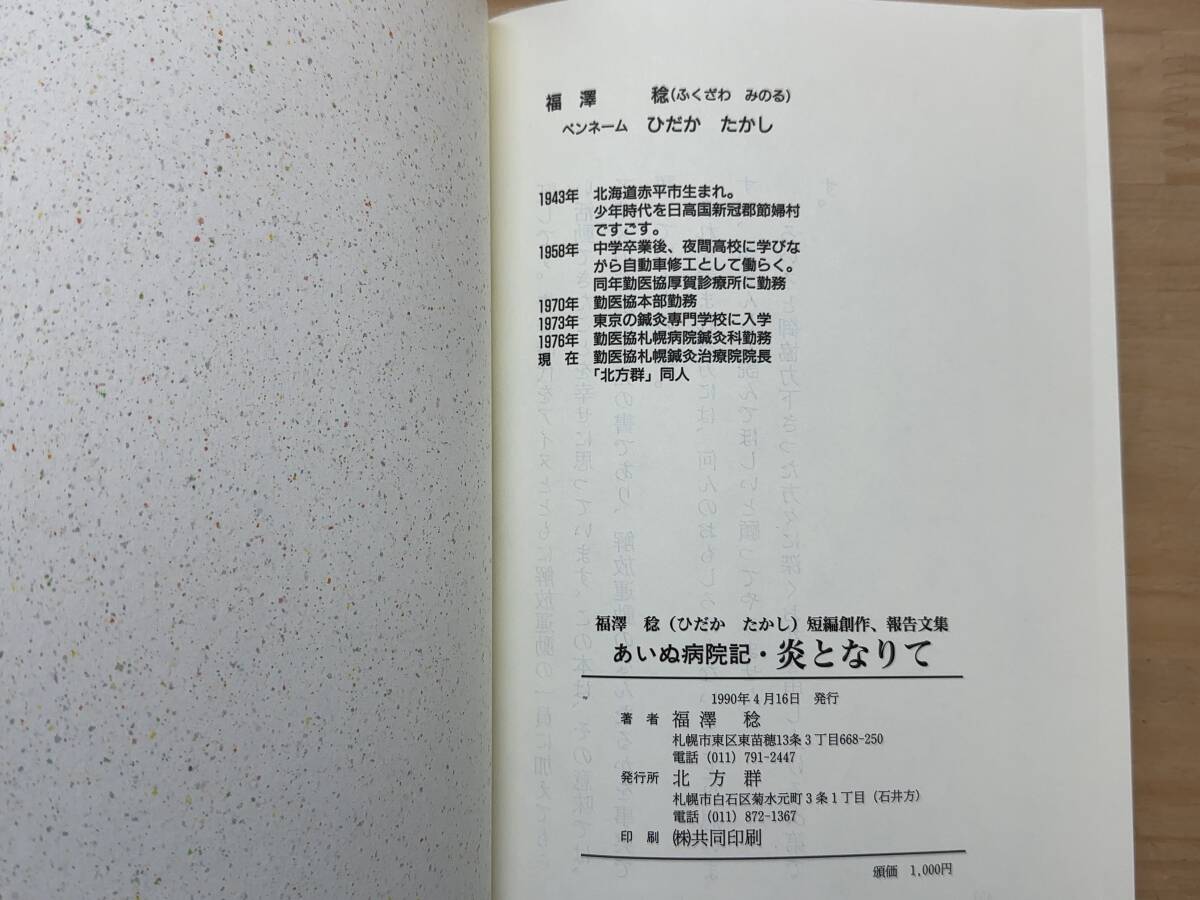 福澤 稔(ふくざわ みのる)
ペンネーム ひだか たかし
1943年 北海道赤平市生まれ。
少年時代を日高国新冠郡節婦村
ですごす。
1958年 中学卒業後、夜間高校に学びな
がら自動車修工として働らく。
同年勤医協厚賀診療所に勤務
1970年 勤医協本部勤務
1973年 東京の鍼灸専門学校に入学
1976年 勤医協札幌病院鍼灸科勤務
現在 勤医協札幌鍼灸治療院院長
「北方群」同人
福澤 稔(ひだか たかし)短編創作、報告文集
あいぬ病院記・炎となりて
1990年4月16日 発行
著者 福澤 稔
札幌市東区東苗穂13条3丁目668-250
電話(011)791-2447
発行所 北方群
札幌市白石区菊水元町3条1丁目(石井方)
電話(011)872-1367
印刷 ㈱共同印刷
頒価 1,000円